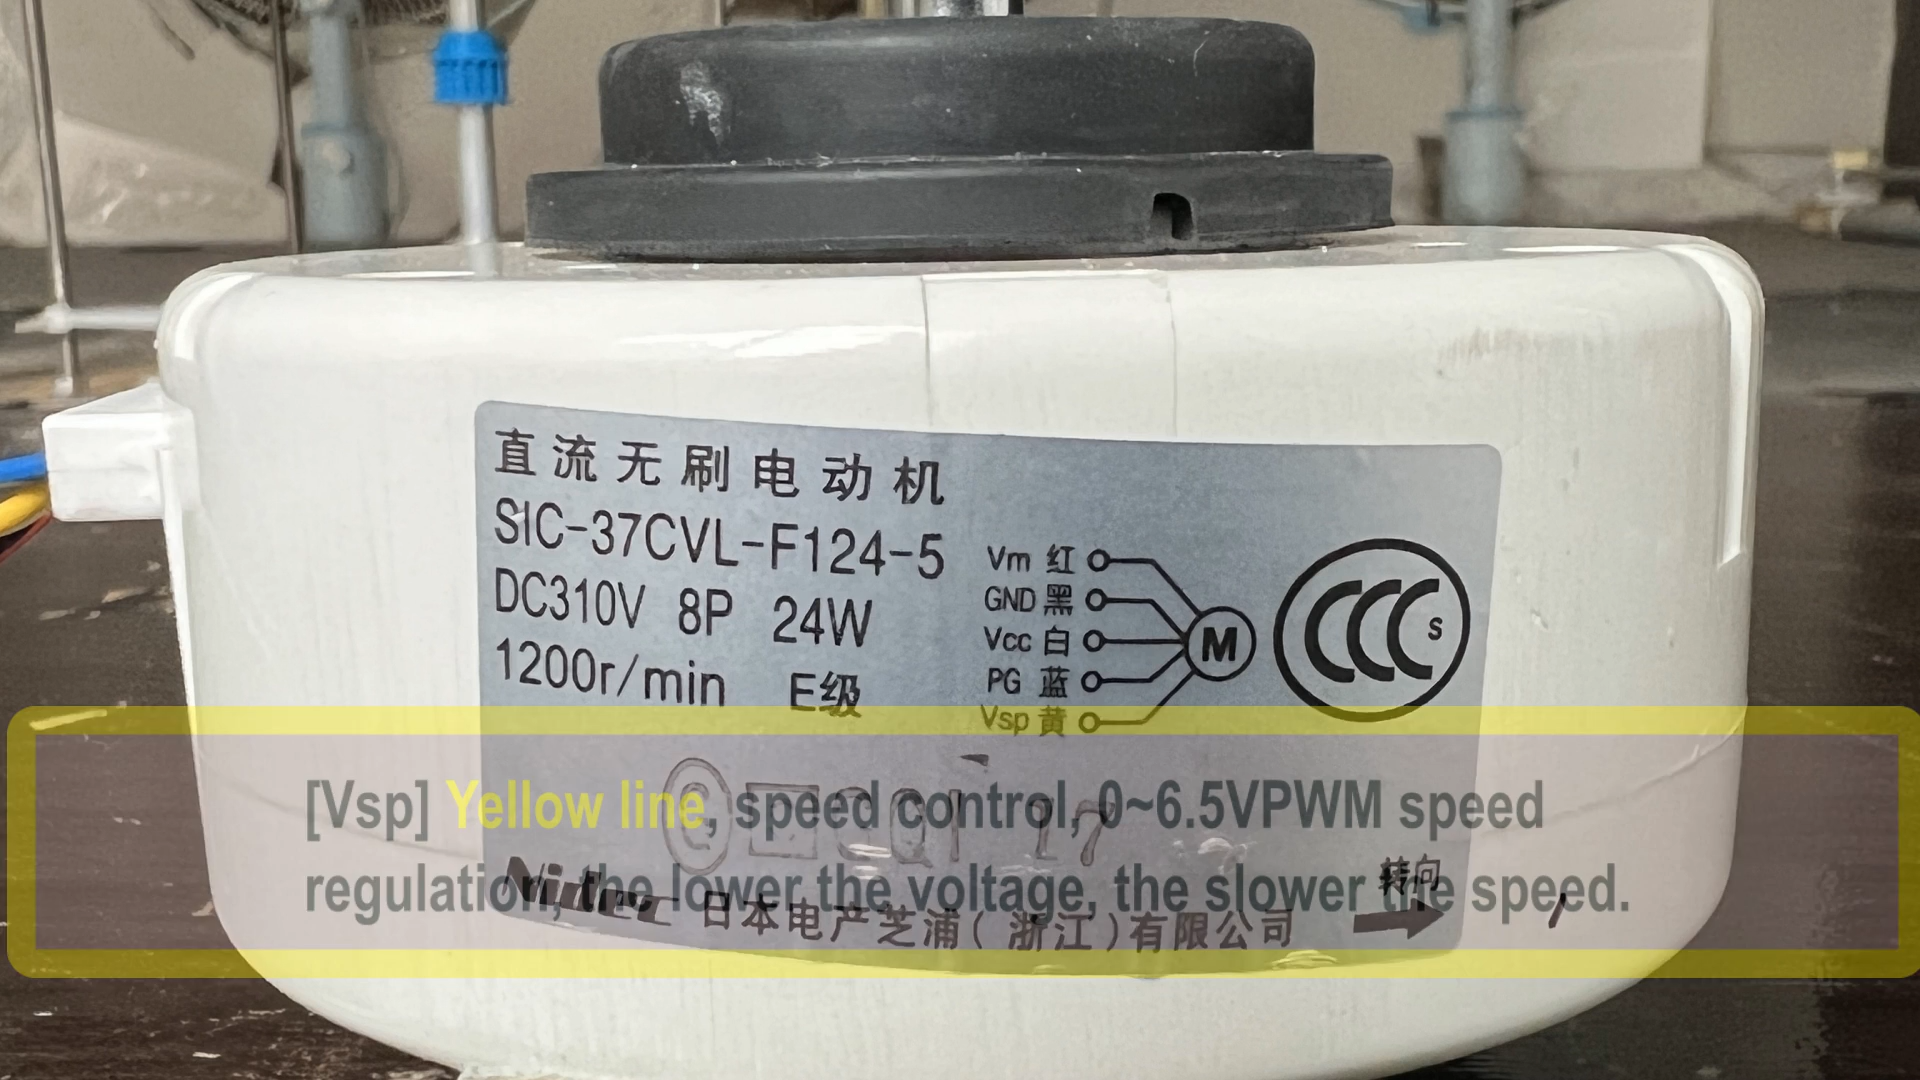 直流无刷电动机
SIC-37CVL-F124-5
DC310V 8P 24W
1200r/min E级
Vm 红
GND 黑
Vcc 白
PG 蓝
Vsp 黄
M
CCC S
[Vsp] Yellow line, speed control, 0~6.5VPWM speed
regulation, the lower the voltage, the slower the speed.
CQI 17
转向
Nidec 日本电产芝浦(浙江)有限公司